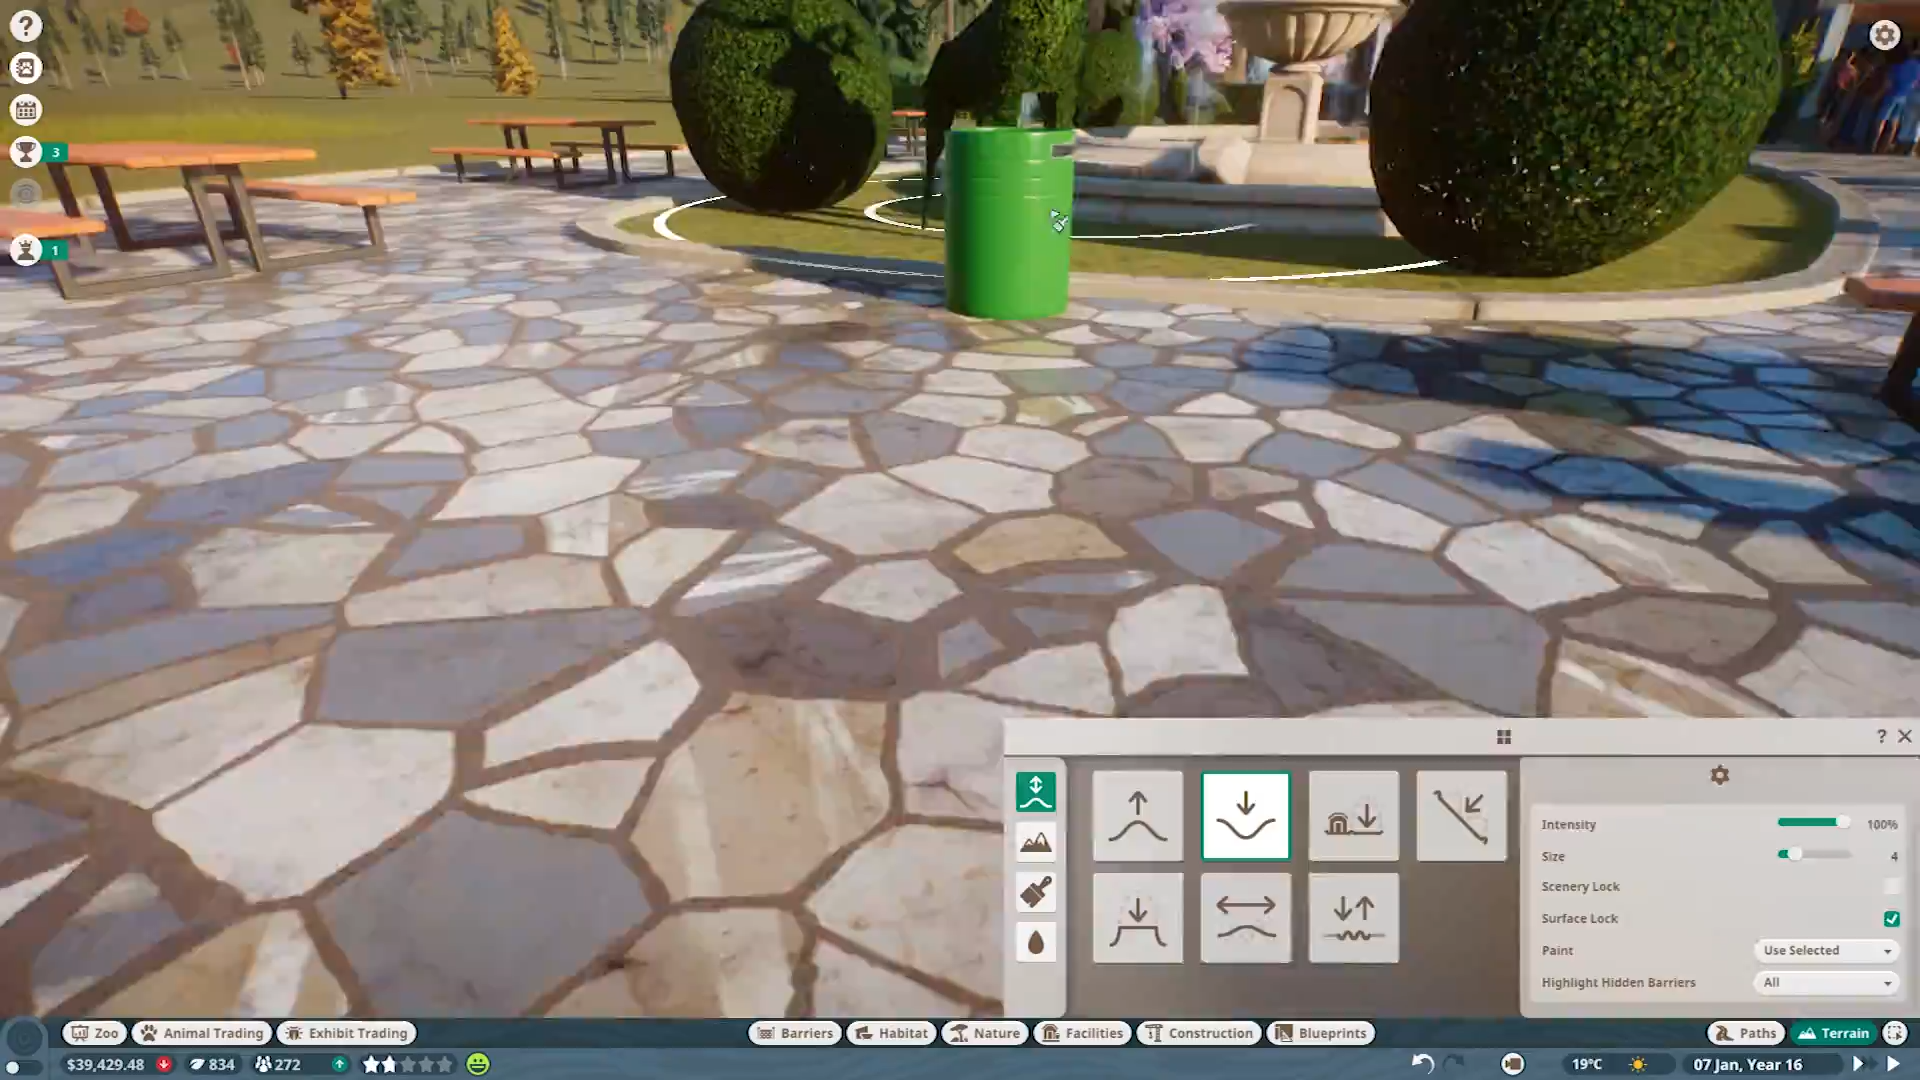 ?
3
1
?
Intensity 100%
Size 4
Scenery Lock
Surface Lock
Paint Use Selected
Highlight Hidden Barriers All
Zoo Animal Trading Exhibit Trading Barriers Habitat Nature Facilities Construction Blueprints Paths Terrain
$39,429.48 834 272 19°C 07 Jan, Year 16